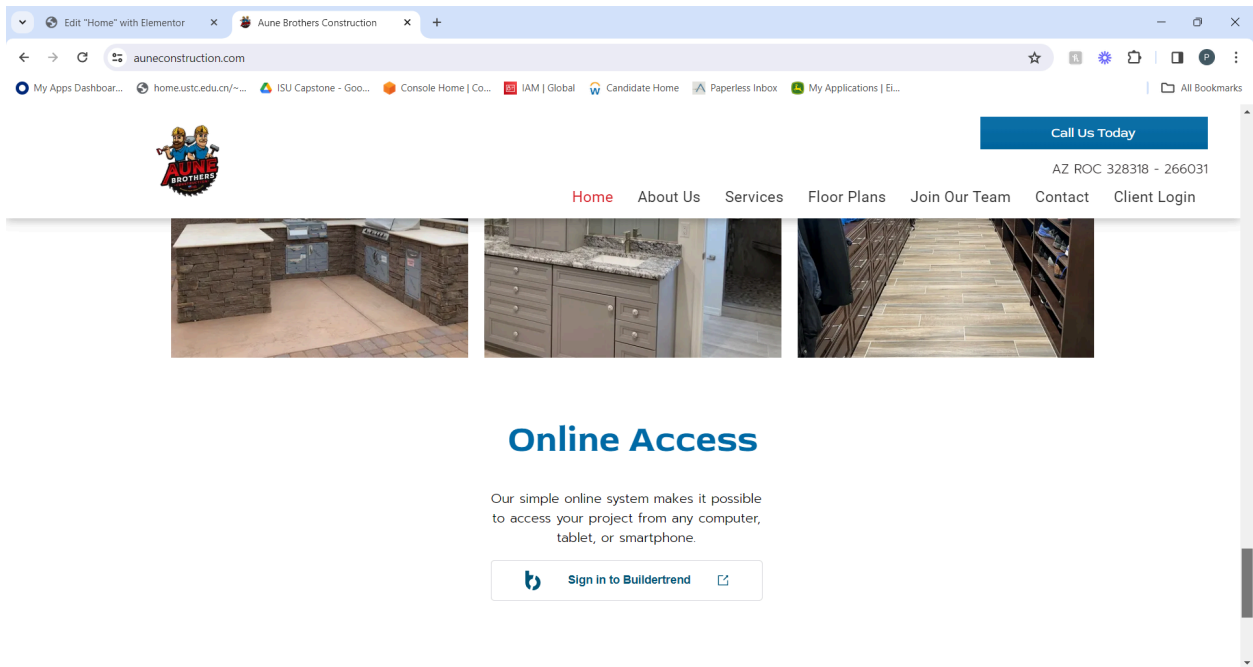 Edit "Home" with Elementor
Aune Brothers Construction
auneconstruction.com
P
My Apps Dashboar...
home.ustc.edu.cn/~...
ISU Capstone - Goo...
Console Home | Co...
IAM | Global
Candidate Home
Paperless Inbox
My Applications | Ei...
All Bookmarks
AUNE
BROTHERS
Call Us Today
AZ ROC 328318 - 266031
Home About Us Services Floor Plans Join Our Team Contact Client Login
Online Access
Our simple online system makes it possible
to access your project from any computer,
tablet, or smartphone.
Sign in to Buildertrend